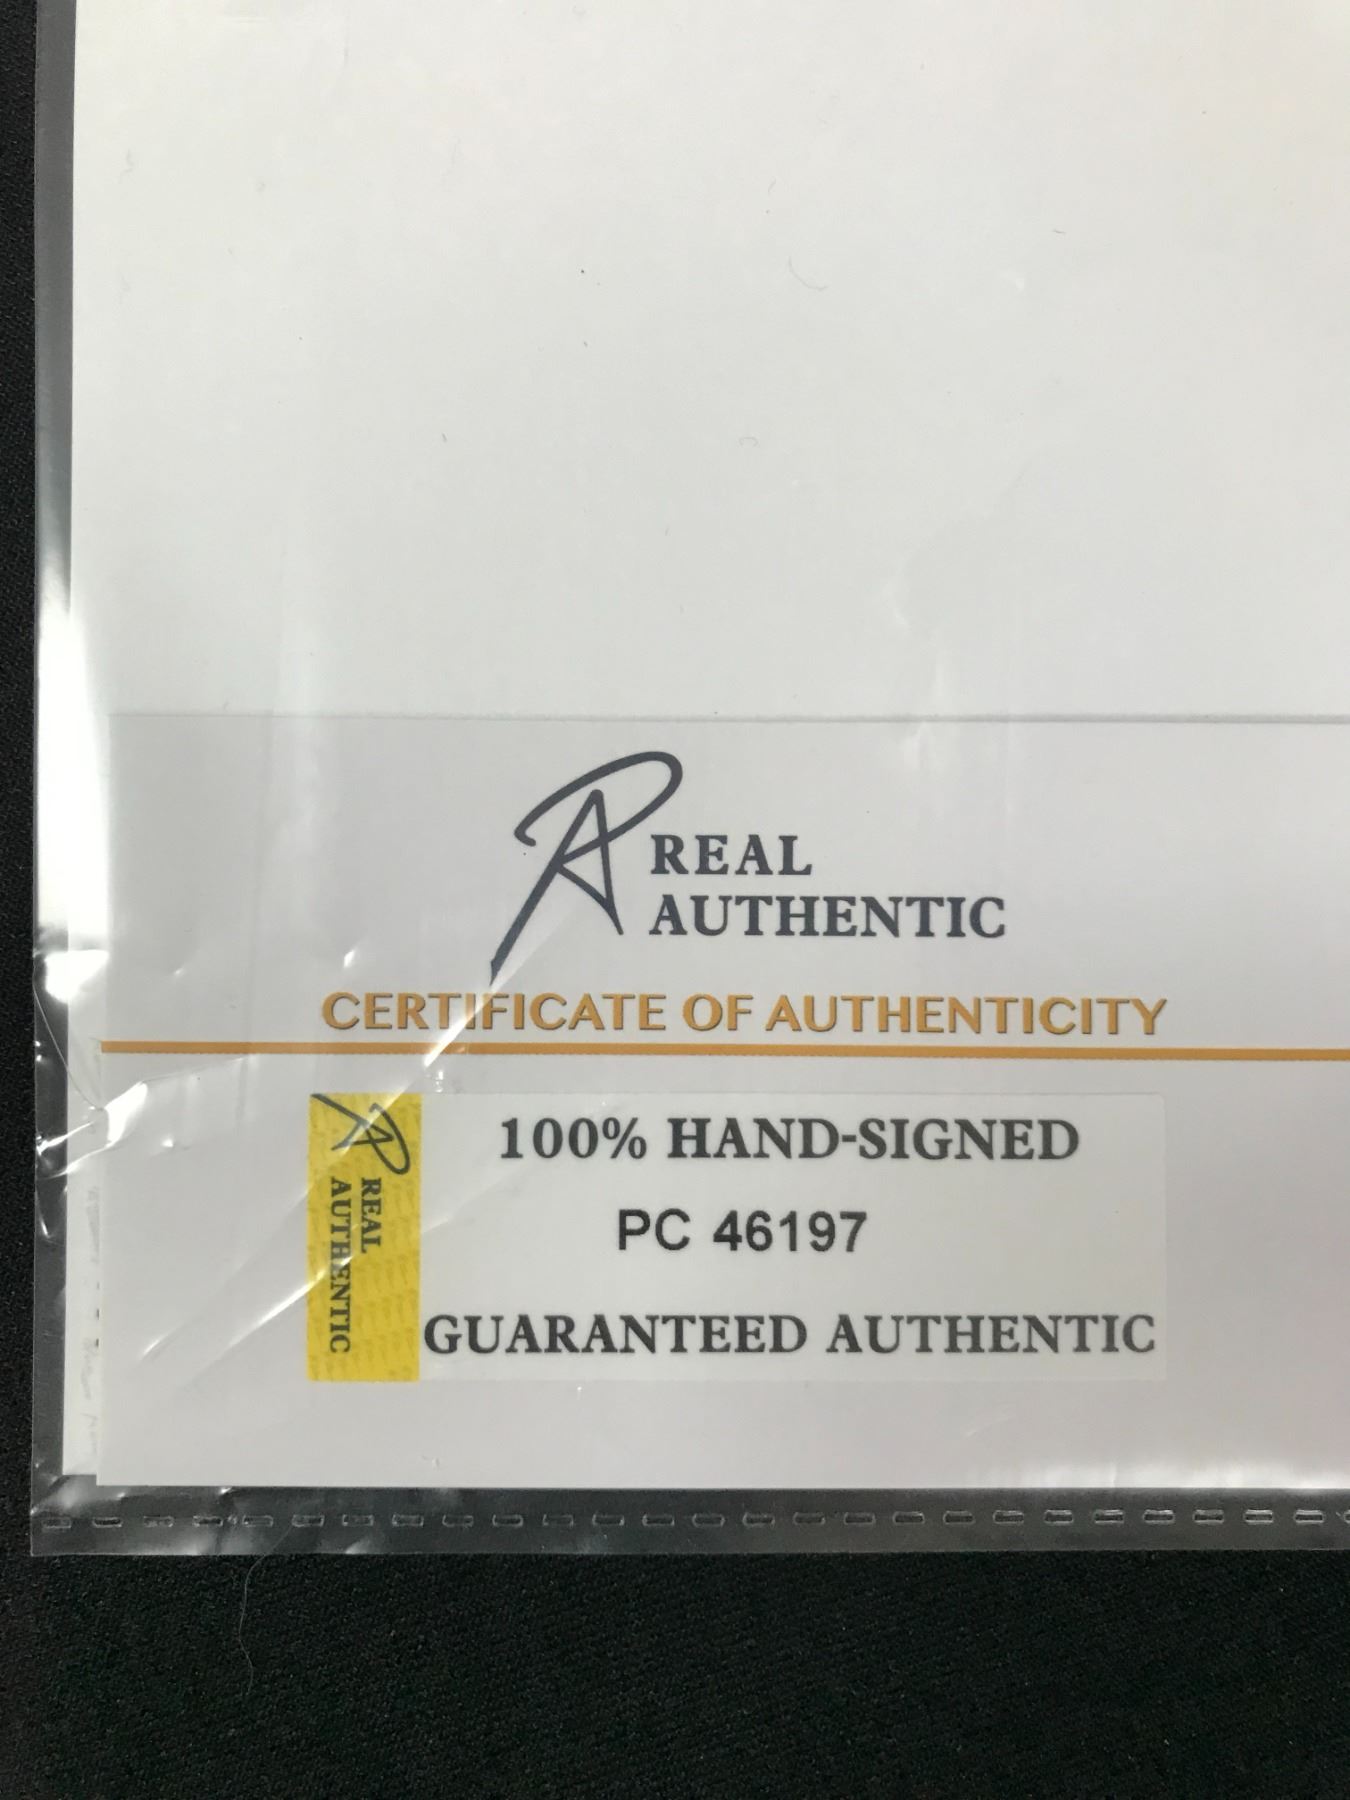 REAL
AUTHENTIC
CERTIFICATE OF AUTHENTICITY
REAL
AUTHENTIC
100% HAND-SIGNED
PC 46197
GUARANTEED AUTHENTIC